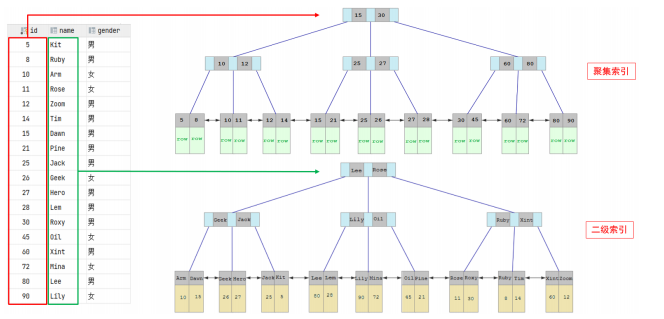 id name gender
5 Kit 男
8 Ruby 男
10 Arm 女
11 Rose 女
12 Zoom 男
14 Tim 男
15 Dawn 男
21 Pine 男
25 Jack 男
26 Geek 女
27 Hero 男
28 Lem 男
30 Roxy 男
45 Oil 女
60 Xint 男
72 Nina 女
80 Lee 男
90 Lily 女
15 30
10 12
25 27
60 80
聚集索引
5 8
10 11
12 14
15 21
25 26
27 28
30 45
60 72
80 90
row row row row row row row row row row row row row row row row row row
Lee Rose
Geek Jack
Lily Oil
Ruby Xint
二级索引
Arm Dawn
Geek Hero
Jack Kit
Lee Lem
Lily Nina
Oil Pine
Rose Roxy
Ruby Tim
Xint Zoom
10 15
26 27
25 5
80 28
90 72
45 21
11 30
8 14
60 12